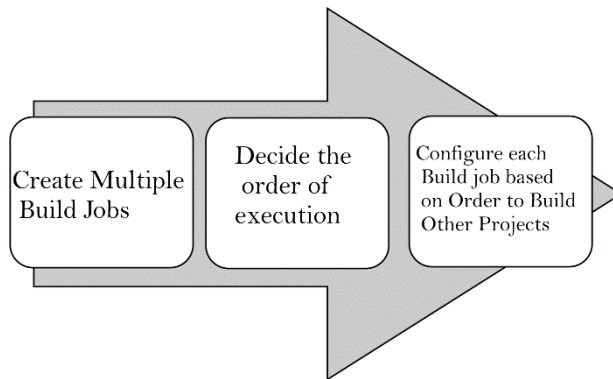 Create Multiple
Build Jobs
Decide the
order of
execution
Configure each
Build job based
on Order to Build
Other Projects